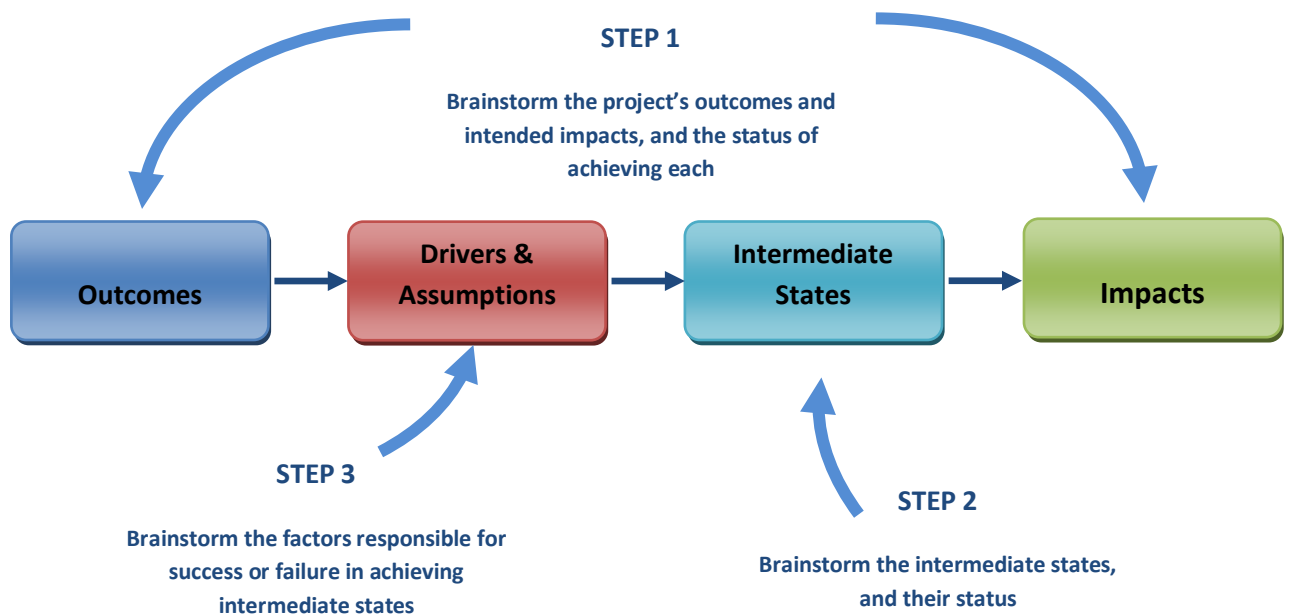 STEP 1
Brainstorm the project’s outcomes and
intended impacts, and the status of
achieving each
Outcomes
Drivers &
Assumptions
Intermediate
States
Impacts
STEP 3
Brainstorm the factors responsible for
success or failure in achieving
intermediate states
STEP 2
Brainstorm the intermediate states,
and their status